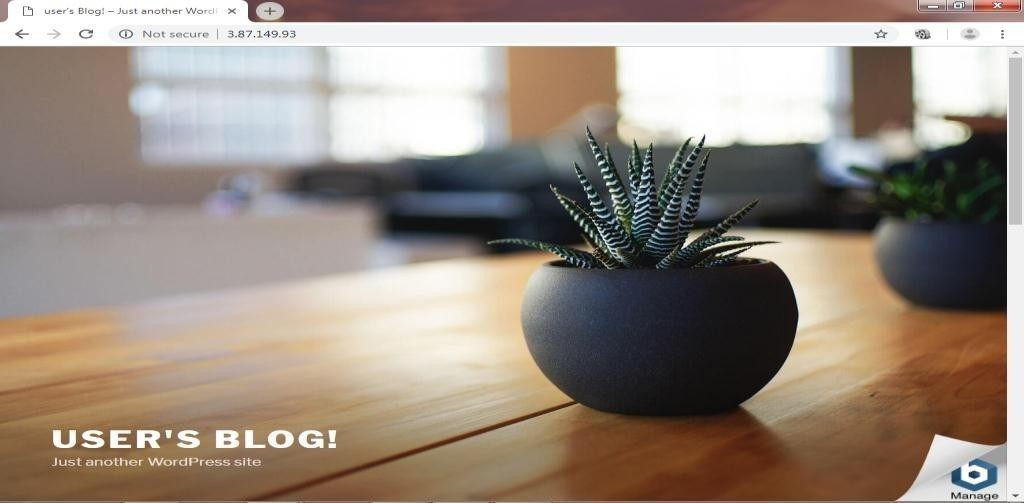 user's Blog! – Just another Word
Not secure | 3.87.149.93
USER'S BLOG!
Just another WordPress site
b
Manage